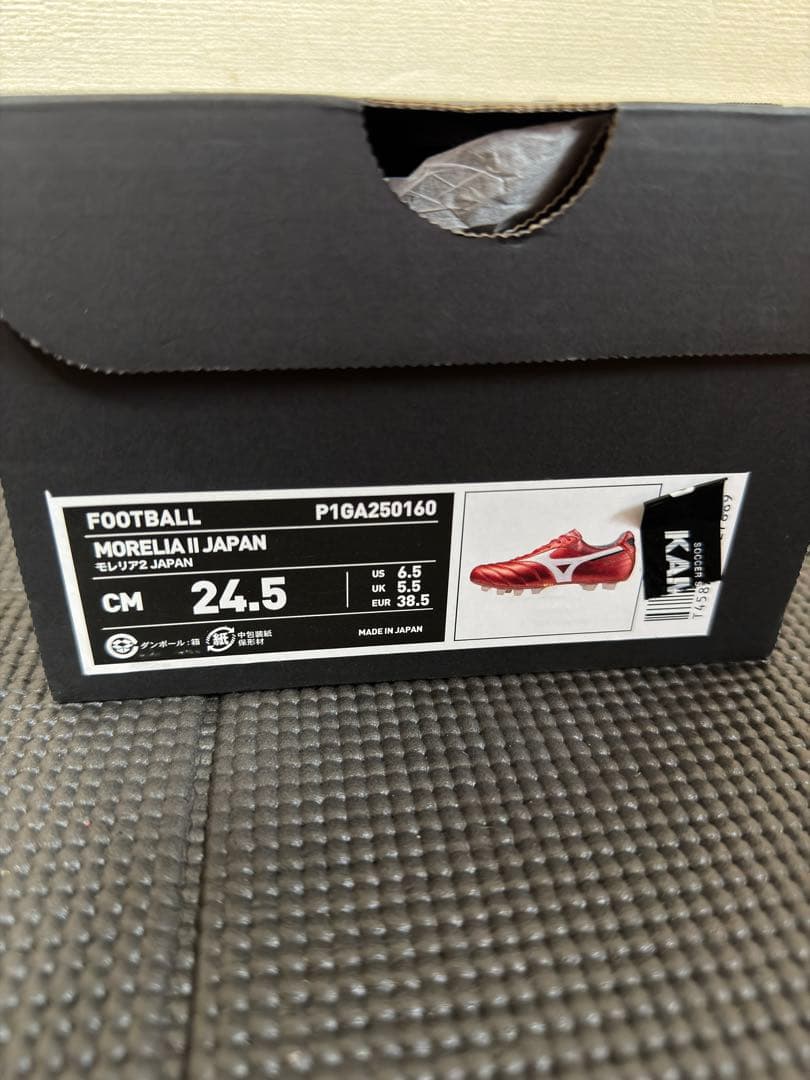 FOOTBALL P1GA250160
MORELIA II JAPAN
モレリア2 JAPAN
CM 24.5
US 6.5
UK 5.5
EUR 38.5
ダンボール:箱
紙 中包装紙
保形材
MADE IN JAPAN
SOCCER
KAM
T458